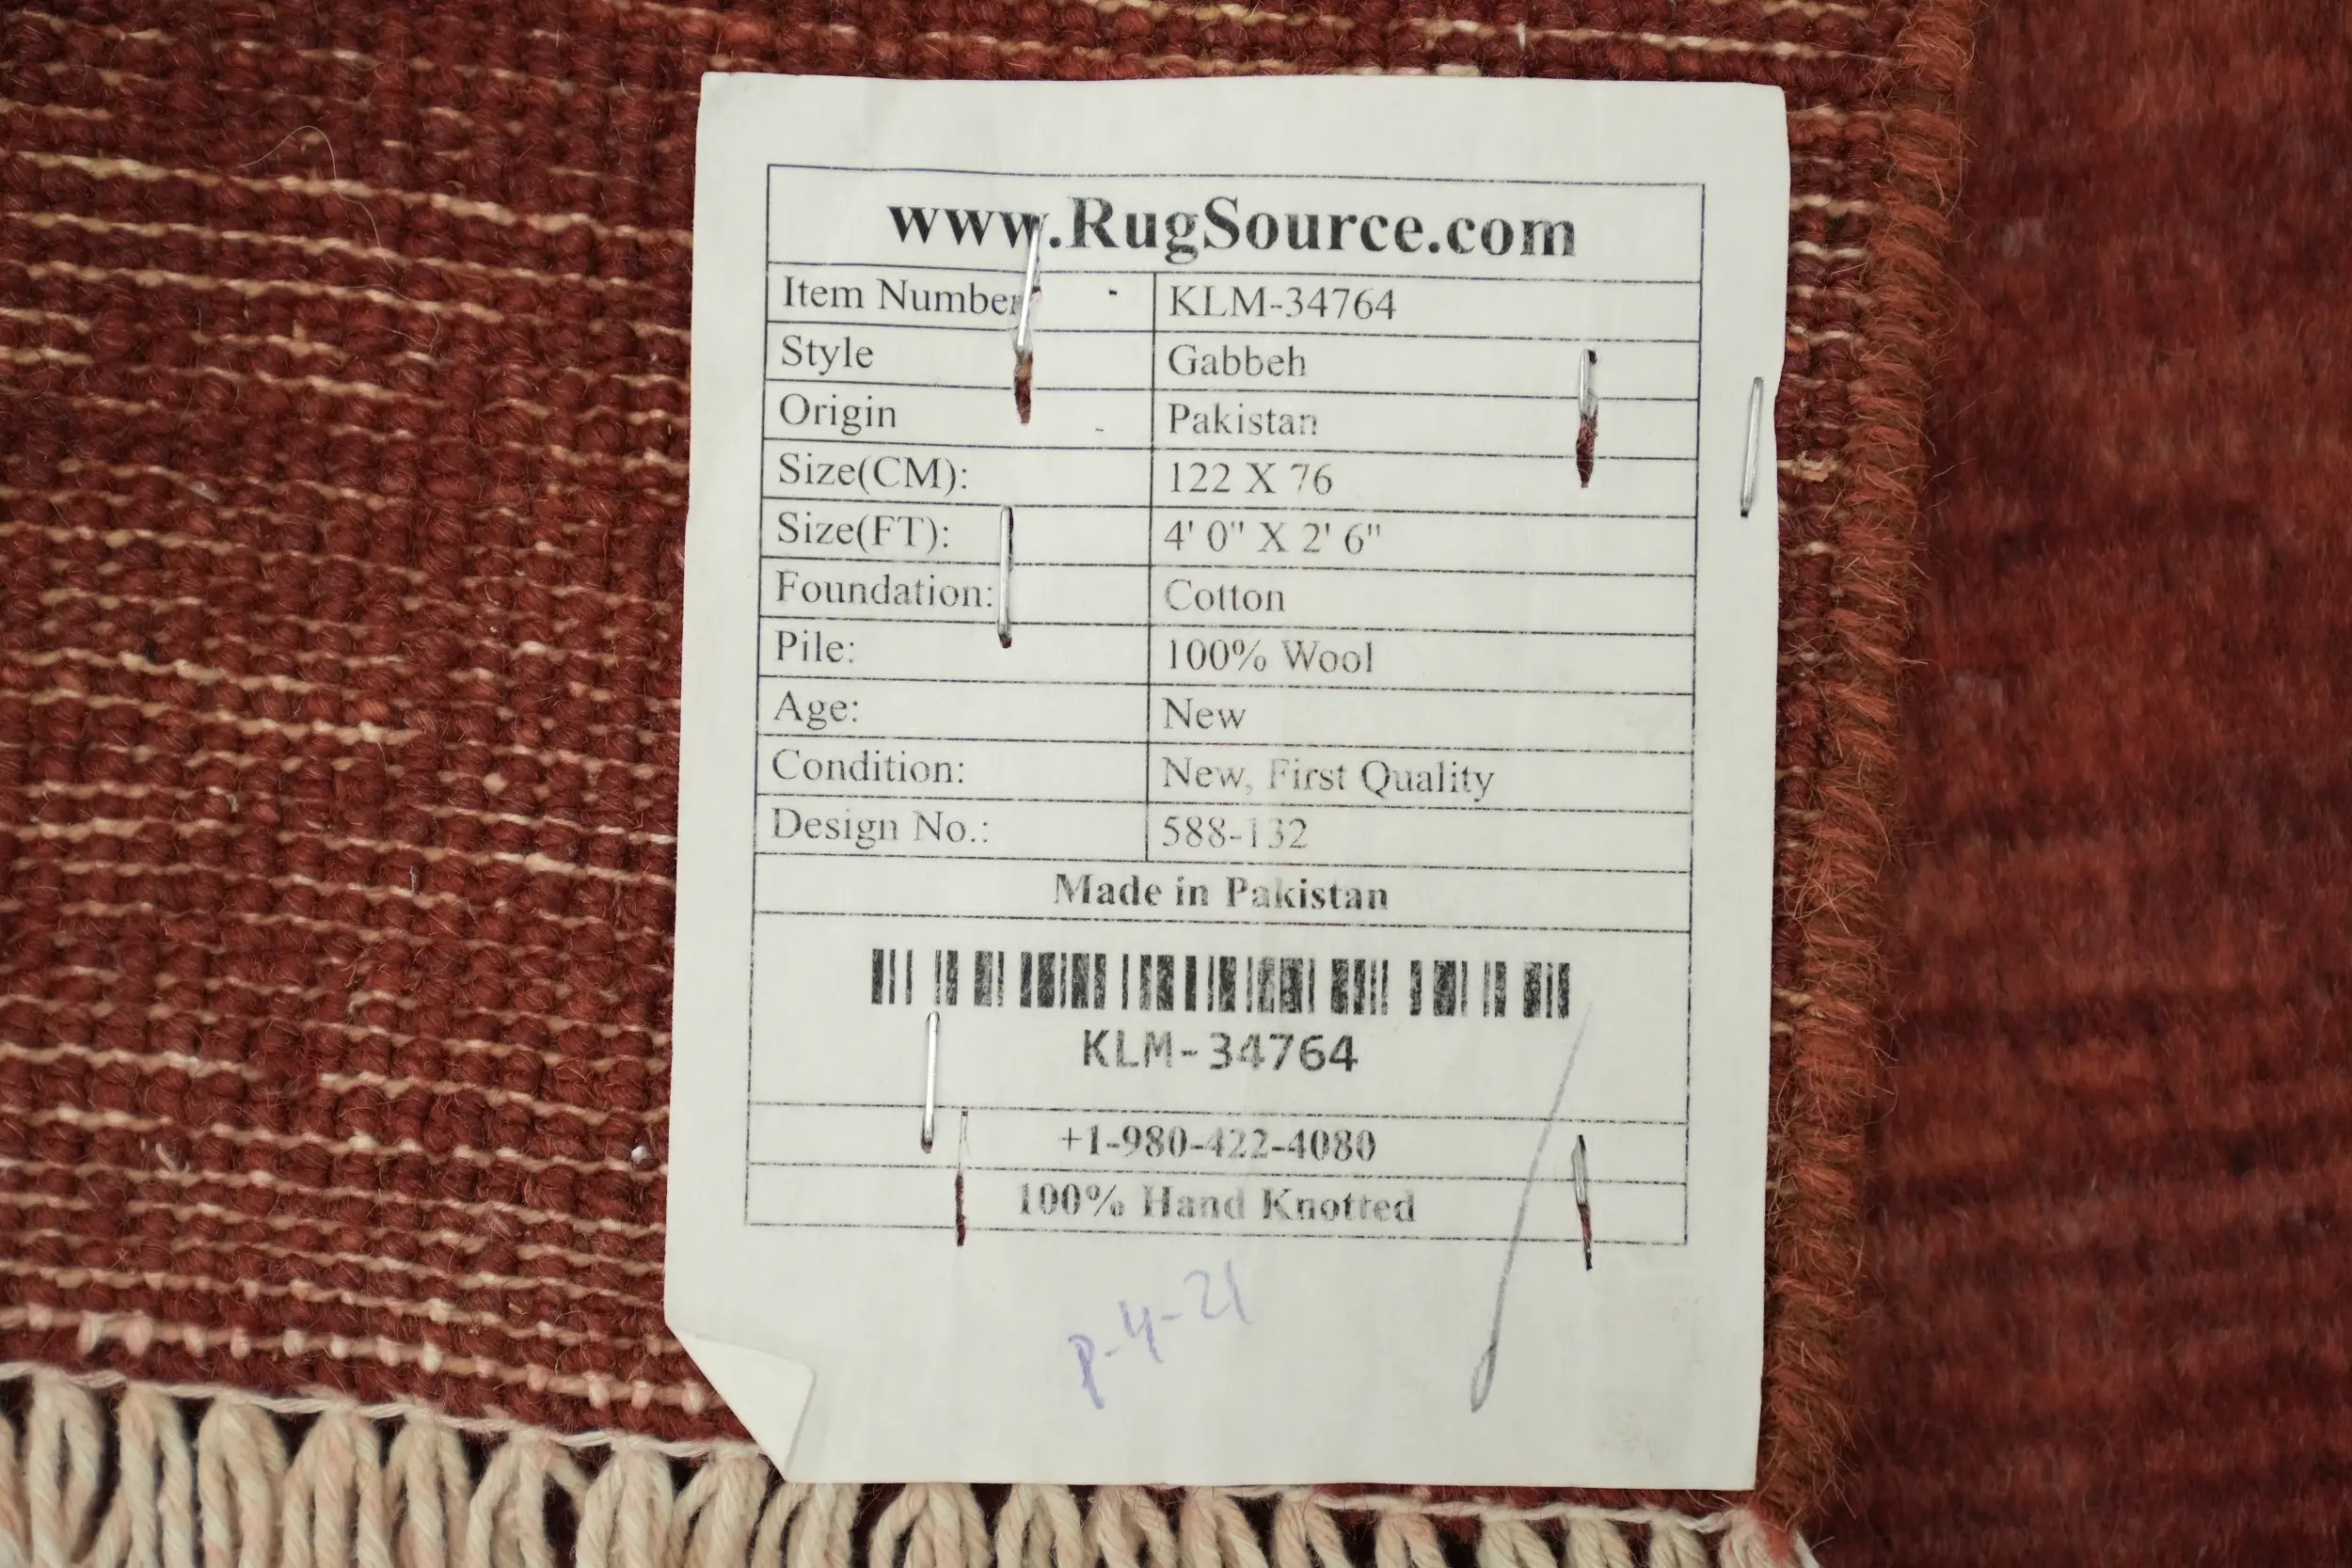 www.RugSource.com
Item Number KLM-34764
Style Gabbeh
Origin Pakistan
Size(CM): 122 X 76
Size(FT): 4' 0" X 2' 6"
Foundation: Cotton
Pile: 100% Wool
Age: New
Condition: New, First Quality
Design No.: 588-132
Made in Pakistan
KLM-34764
+1-980-422-4080
100% Hand Knotted
P-4-21